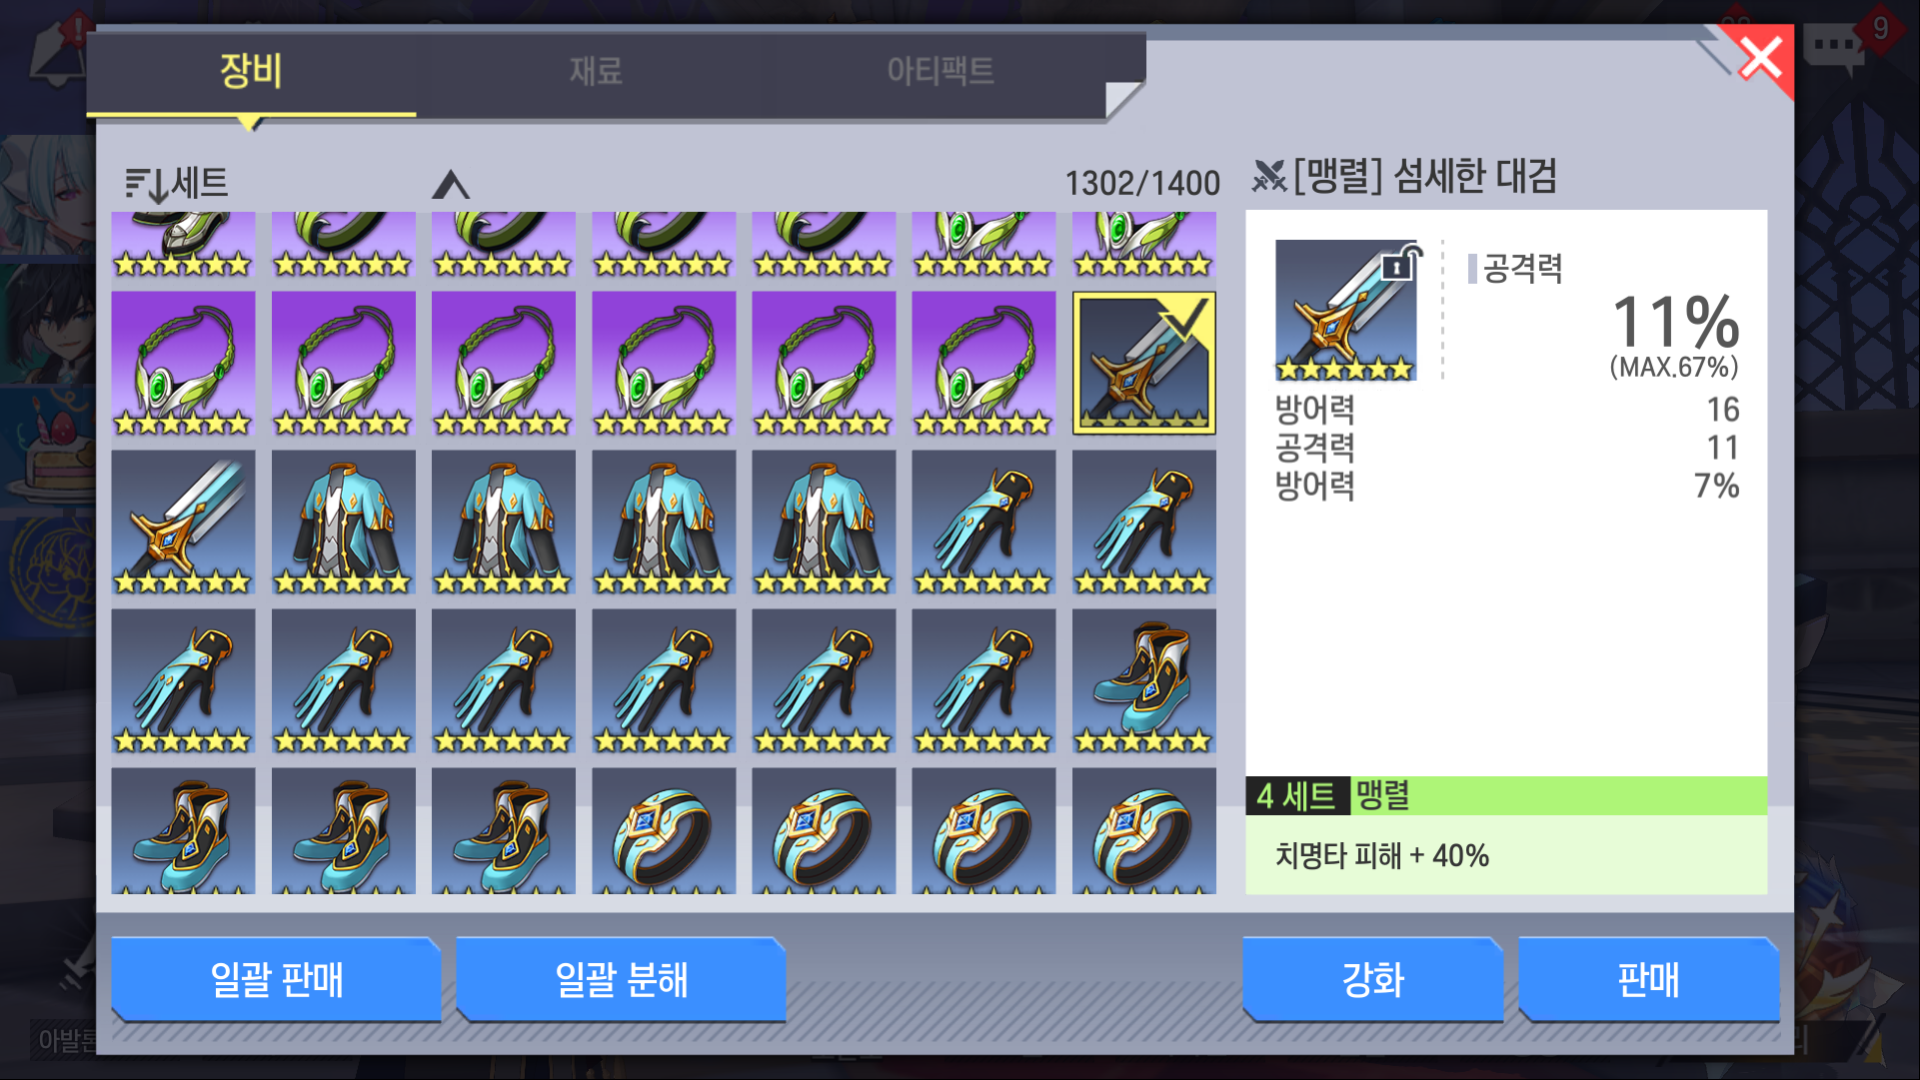 장비
재료
아티팩트
9
세트
1302/1400
[맹렬] 섬세한 대검
공격력
11%
(MAX.67%)
방어력 16
공격력 11
방어력 7%
4 세트 맹렬
치명타 피해 + 40%
일괄 판매
일괄 분해
강화
판매
아발론